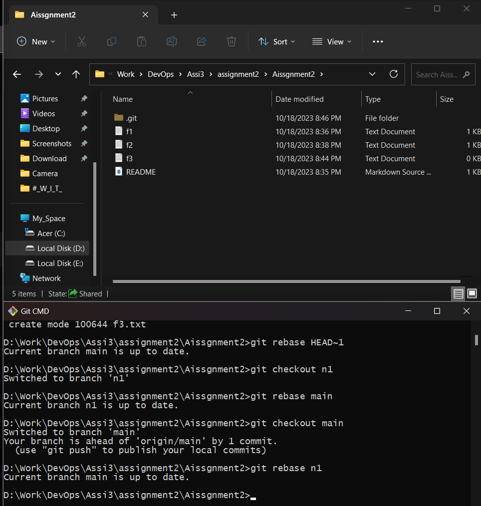 Aissgnment2
New
Sort
View
Work > DevOps > Assi3 > assignment2 > Aissgnment2 >
Search Aiss...
Pictures
Videos
Desktop
Screenshots
Download
Camera
#_W_I_T_
My_Space
Acer (C:)
Local Disk (D:)
Local Disk (E:)
Network
Name Date modified Type Size
.git 10/18/2023 8:46 PM File folder
f1 10/18/2023 8:36 PM Text Document 1 KB
f2 10/18/2023 8:38 PM Text Document 1 KB
f3 10/18/2023 8:44 PM Text Document 0 KB
README 10/18/2023 8:35 PM Markdown Source ... 1 KB
5 items State: Shared
Git CMD
create mode 100644 f3.txt
D:\Work\DevOps\Assi3\assignment2\Aissgnment2>git rebase HEAD~1
Current branch main is up to date.
D:\Work\DevOps\Assi3\assignment2\Aissgnment2>git checkout n1
Switched to branch 'n1'
D:\Work\DevOps\Assi3\assignment2\Aissgnment2>git rebase main
Current branch n1 is up to date.
D:\Work\DevOps\Assi3\assignment2\Aissgnment2>git checkout main
Switched to branch 'main'
Your branch is ahead of 'origin/main' by 1 commit.
(use "git push" to publish your local commits)
D:\Work\DevOps\Assi3\assignment2\Aissgnment2>git rebase n1
Current branch main is up to date.
D:\Work\DevOps\Assi3\assignment2\Aissgnment2>